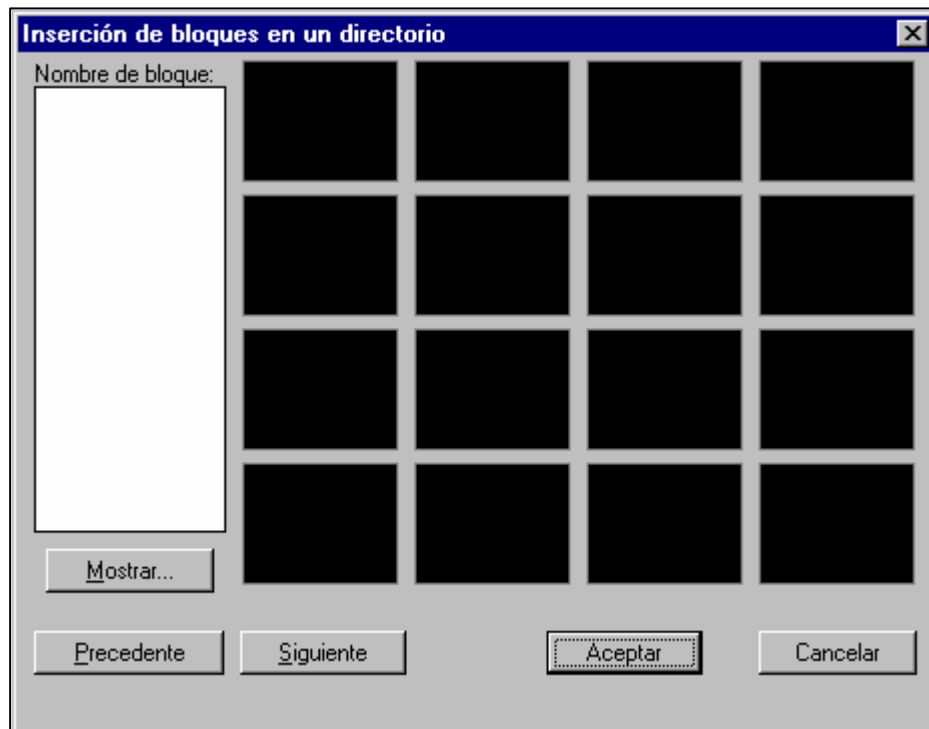 Inserción de bloques en un directorio
Nombre de bloque:
Mostrar...
Precedente
Siguiente
Aceptar
Cancelar